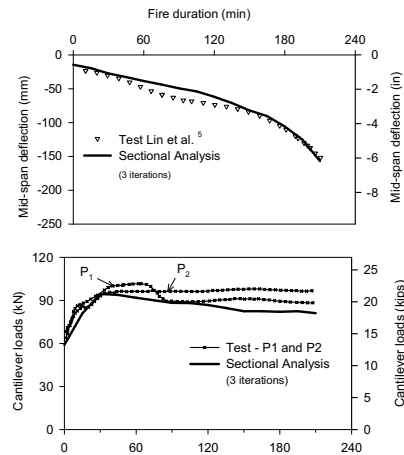 Fire duration (min)
0 60 120 180 240
0
-50
-100
-150
-200
-250
Mid-span deflection (mm)
0
-2
-4
-6
-8
Mid-span deflection (in)
Test Lin et al. 5
Sectional Analysis
(3 iterations)
120
90
60
30
0
Cantilever loads (kN)
25
20
15
10
5
0
Cantilever loads (kips)
P1
P2
Test - P1 and P2
Sectional Analysis
(3 iterations)
0 60 120 180 240